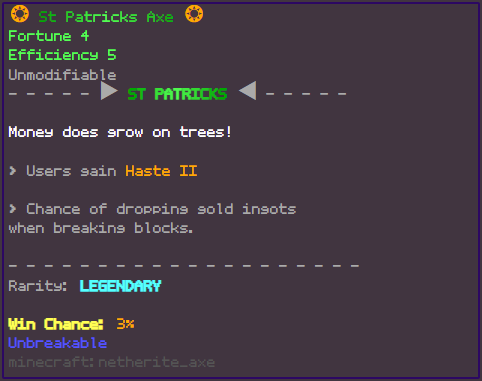 St Patricks Axe
Fortune 4
Efficiency 5
Unmodifiable
- - - - - ▶ ST PATRICKS ◀ - - - - -
Money does grow on trees!
> Users gain Haste II
> Chance of dropping gold ingots
when breaking blocks.
- - - - - - - - - - - - - - - - - - - - -
Rarity: LEGENDARY
Win Chance: 3%
Unbreakable
minecraft:netherite_axe